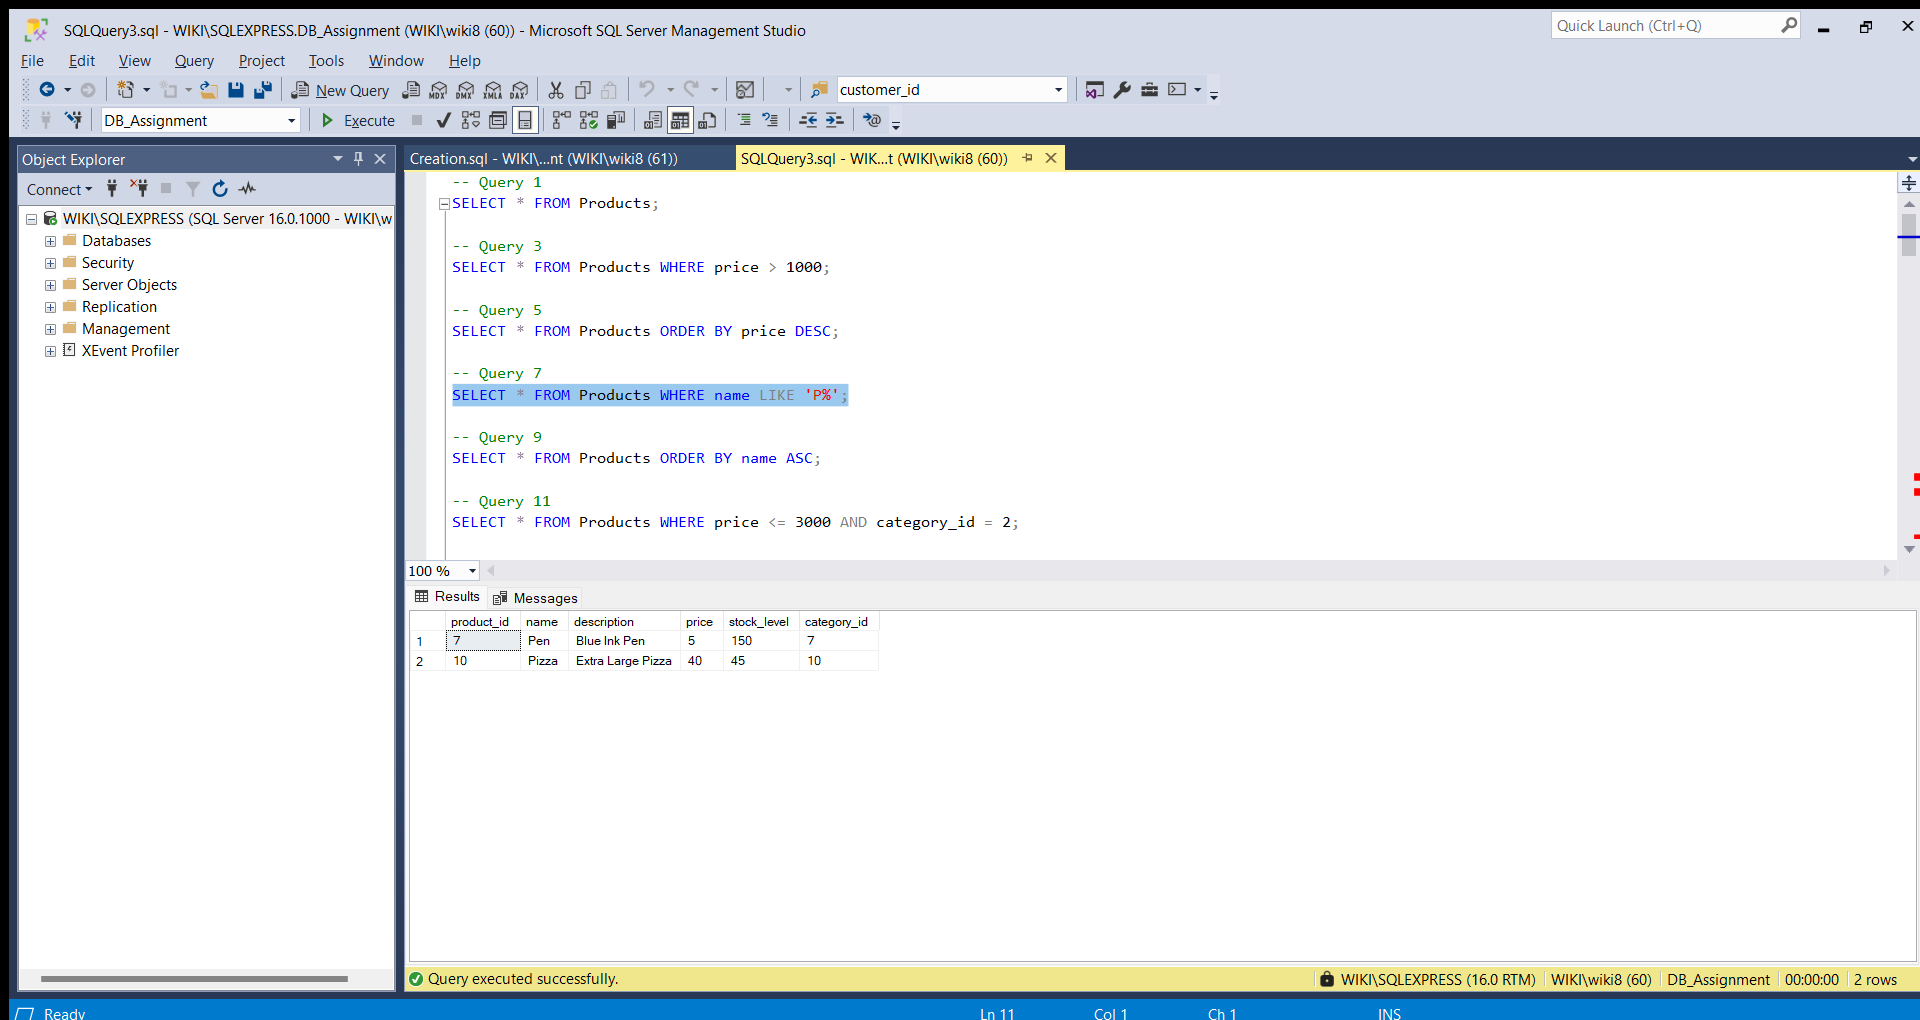 SQLQuery3.sql - WIKI\SQLEXPRESS.DB_Assignment (WIKI\wiki8 (60)) - Microsoft SQL Server Management Studio
Quick Launch (Ctrl+Q)
File Edit View Query Project Tools Window Help
New Query MDX DMX XMLA DAX customer_id
DB_Assignment Execute
Object Explorer
Connect
WIKI\SQLEXPRESS (SQL Server 16.0.1000 - WIKI\w
Databases
Security
Server Objects
Replication
Management
XEvent Profiler
Creation.sql - WIKI\...nt (WIKI\wiki8 (61)) SQLQuery3.sql - WIK...t (WIKI\wiki8 (60))
-- Query 1
SELECT * FROM Products;
-- Query 3
SELECT * FROM Products WHERE price > 1000;
-- Query 5
SELECT * FROM Products ORDER BY price DESC;
-- Query 7
SELECT * FROM Products WHERE name LIKE 'P%';
-- Query 9
SELECT * FROM Products ORDER BY name ASC;
-- Query 11
SELECT * FROM Products WHERE price <= 3000 AND category_id = 2;
100 %
Results Messages
product_id name description price stock_level category_id
1 7 Pen Blue Ink Pen 5 150 7
2 10 Pizza Extra Large Pizza 40 45 10
Query executed successfully. WIKI\SQLEXPRESS (16.0 RTM) WIKI\wiki8 (60) DB_Assignment 00:00:00 2 rows
Ready Ln 11 Col 1 Ch 1 INS